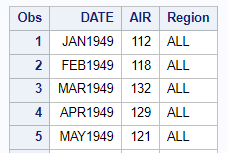 Obs DATE AIR Region
1 JAN1949 112 ALL
2 FEB1949 118 ALL
3 MAR1949 132 ALL
4 APR1949 129 ALL
5 MAY1949 121 ALL